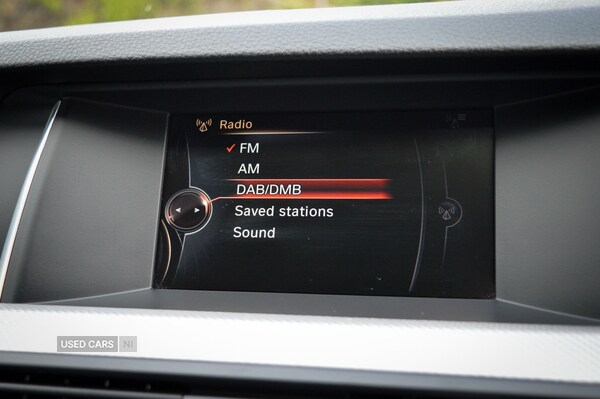 Radio
FM
AM
DAB/DMB
Saved stations
Sound
USED CARS NI